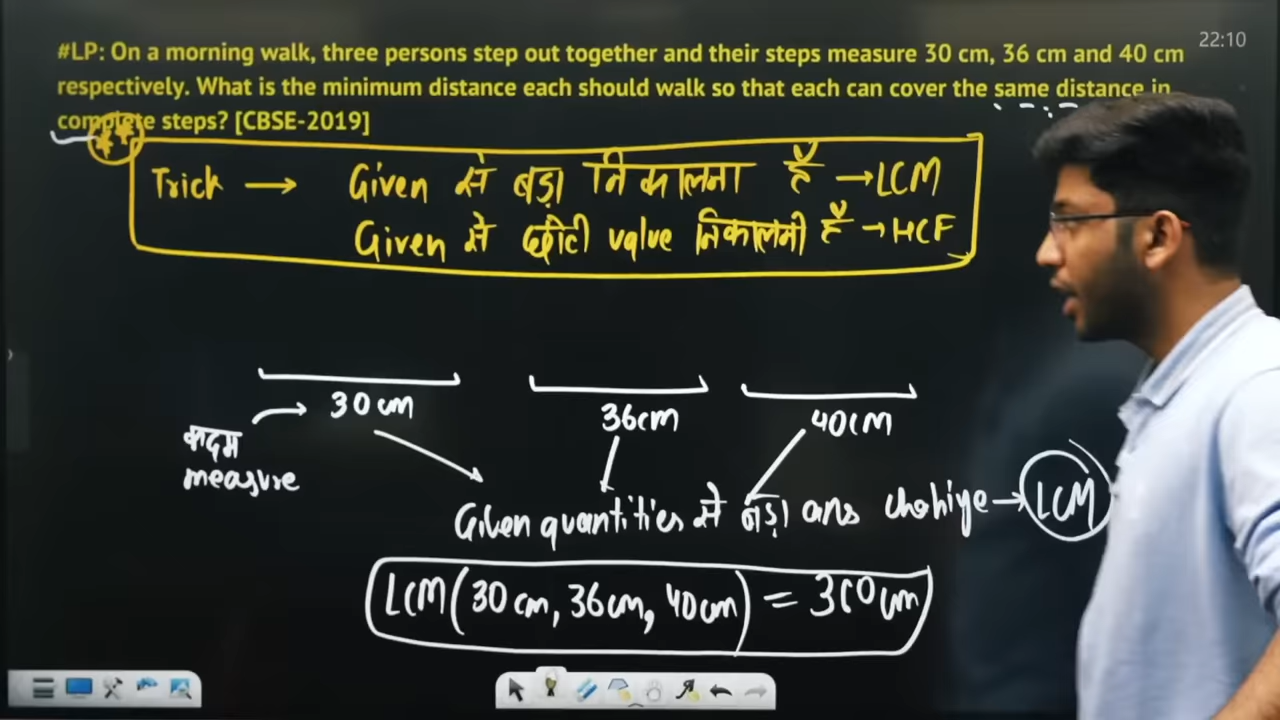 22:10
#LP: On a morning walk, three persons step out together and their steps measure 30 cm, 36 cm and 40 cm
respectively. What is the minimum distance each should walk so that each can cover the same distance in
complete steps? [CBSE-2019]
Trick → Given से बड़ा निकालना है → LCM
Given से छोटी value निकालनी है → HCF
30 cm 36cm 40cm
कदम
measure
Given quantities से बड़ा ans chahiye → LCM
LCM (30 cm, 36 cm, 40 cm) = 360 cm